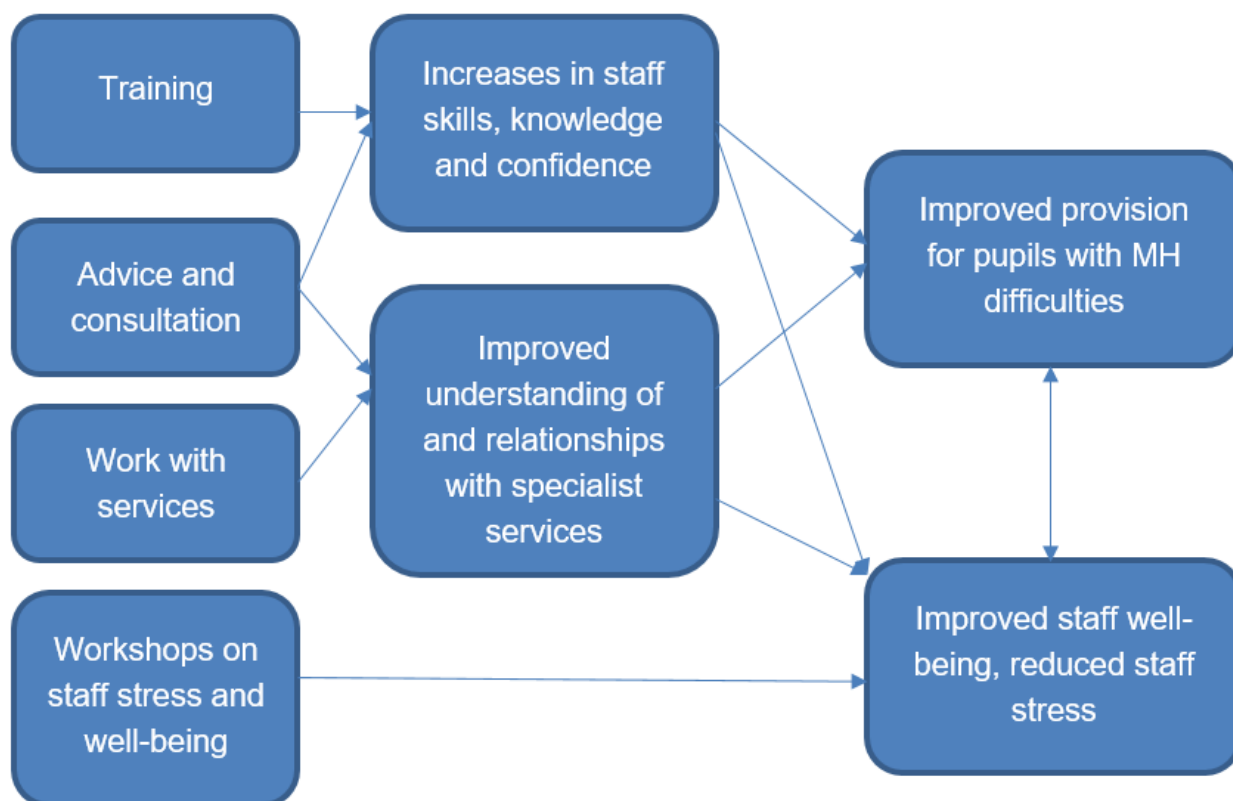 Training
Advice and
consultation
Work with
services
Workshops on
staff stress and
well-being
Increases in staff
skills, knowledge
and confidence
Improved
understanding of
and relationships
with specialist
services
Improved provision
for pupils with MH
difficulties
Improved staff well-
being, reduced staff
stress